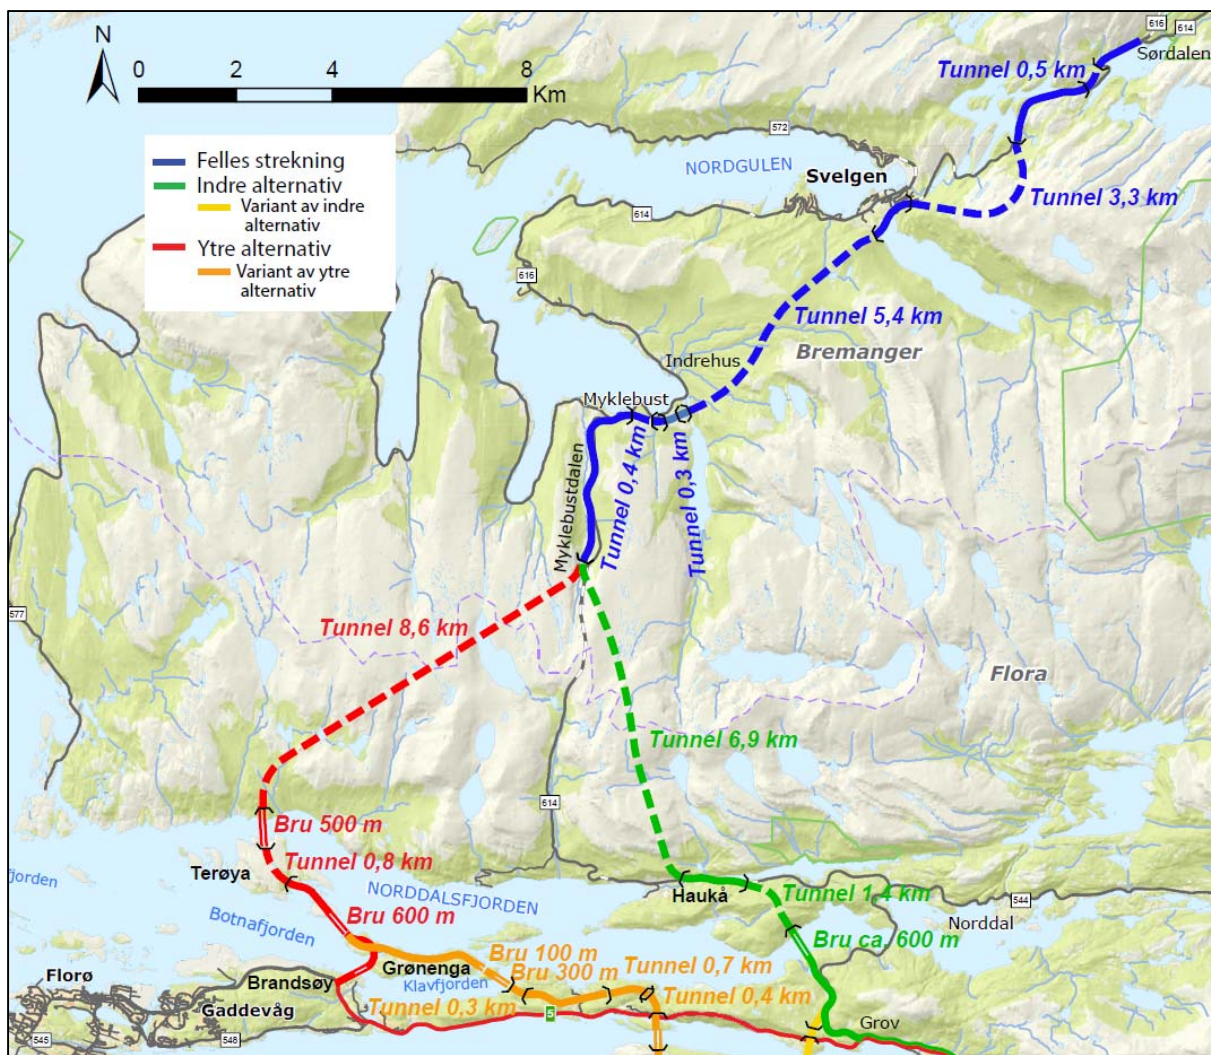 N
0 2 4 8
Km
Felles strekning
Indre alternativ
Variant av indre
alternativ
Ytre alternativ
Variant av ytre
alternativ
616
614
Sørdalen
Tunnel 0,5 km
572
NORDGULEN
Svelgen
Tunnel 3,3 km
614
616
Tunnel 5,4 km
Indrehus
Bremanger
Myklebust
Myklebustdalen
Tunnel 0,4 km
Tunnel 0,3 km
577
Tunnel 8,6 km
Flora
Tunnel 6,9 km
614
Bru 500 m
Terøya
Tunnel 0,8 km
NORDDALSFJORDEN
Haukå
Tunnel 1,4 km
544
Norddal
fjorden
Botnafjorden
Bru 600 m
Bru ca. 600 m
Bru 100 m
Grønenga
Bru 300 m
Tunnel 0,7 km
Florø
Brandsøy
Klavfjorden
Gaddevåg
Tunnel 0,3 km
Tunnel 0,4 km
5
Grov
545
548